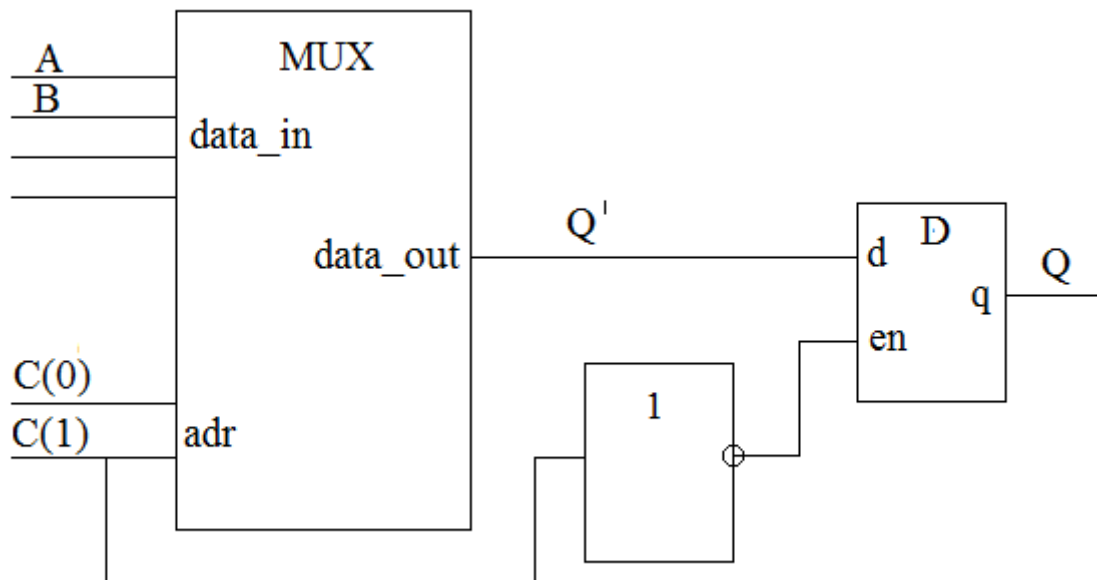 A
B
MUX
data_in
data_out
Q'
D
d
q
Q
en
C(0)
C(1)
adr
1